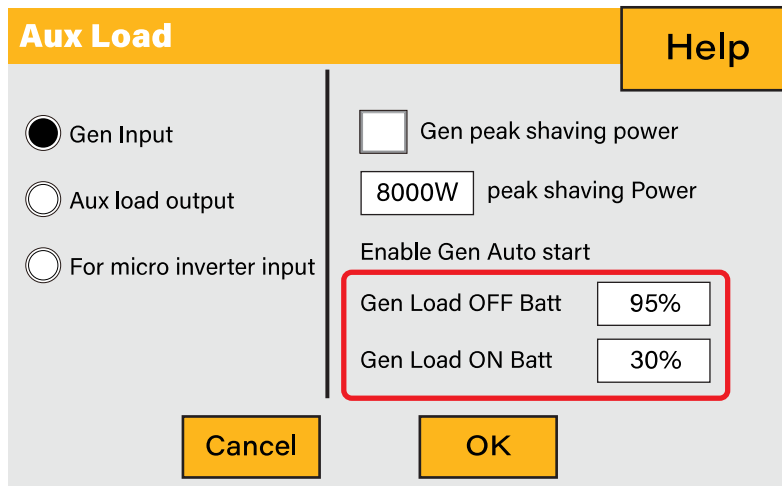 Aux Load
Help
Gen Input
Aux load output
For micro inverter input
Gen peak shaving power
8000W peak shaving Power
Enable Gen Auto start
Gen Load OFF Batt 95%
Gen Load ON Batt 30%
Cancel
OK